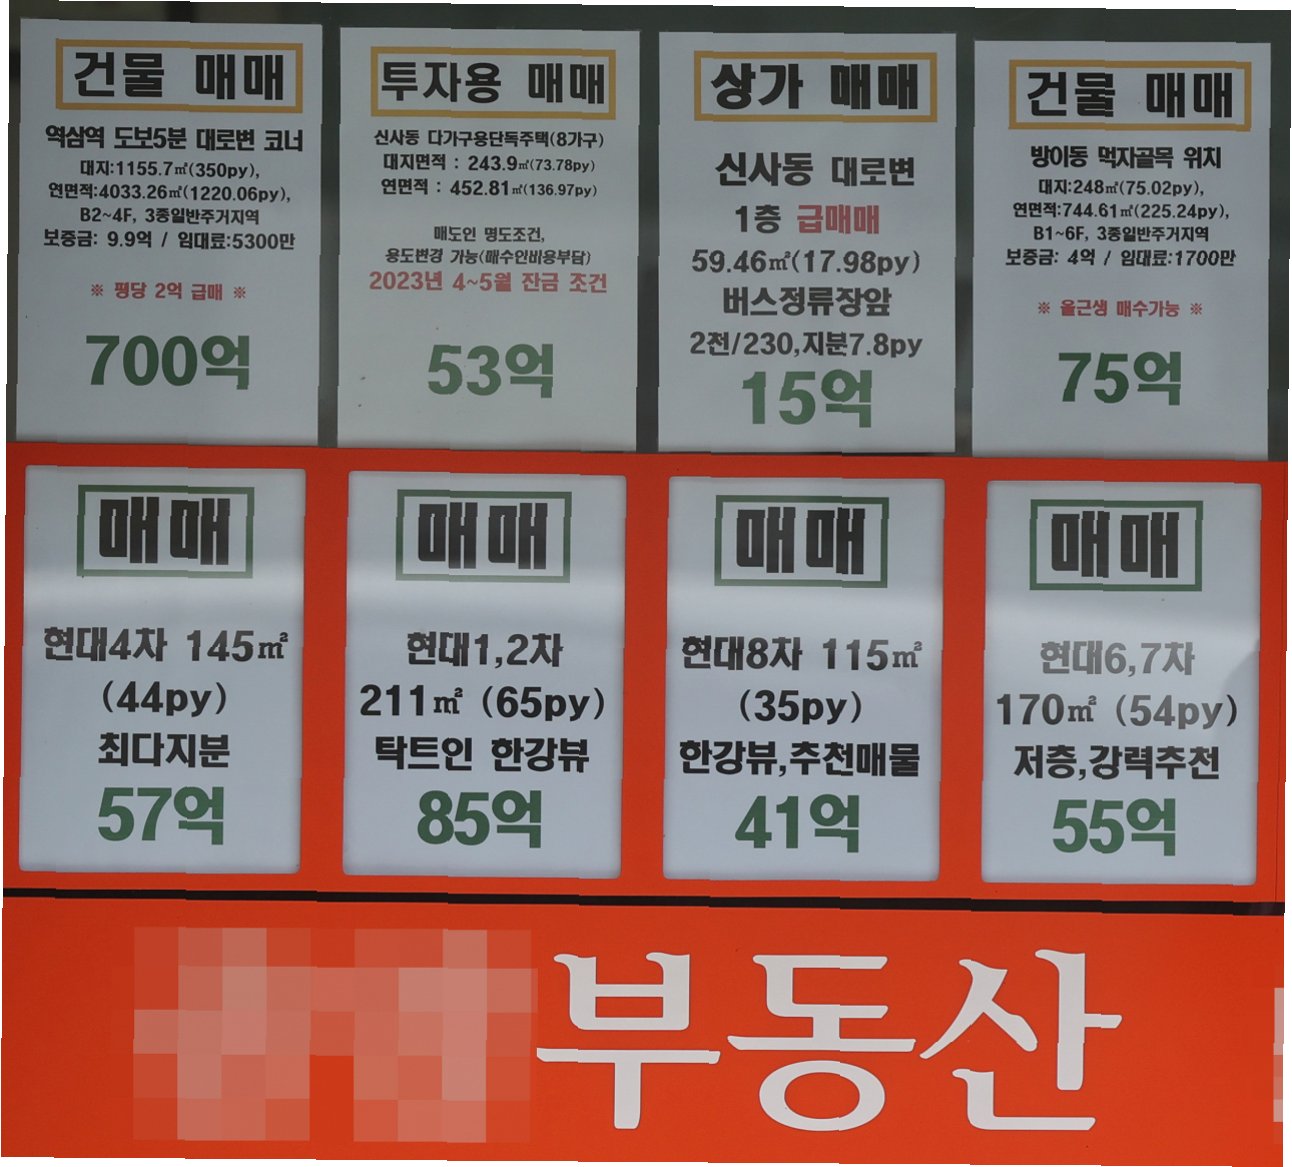 건물 매매
역삼역 도보5분 대로변 코너
대지:1155.7㎡(350py),
연면적:4033.26㎡(1220.06py),
B2~4F, 3종일반주거지역
보증금: 9.9억 / 임대료:5300만
※ 평당 2억 급매 ※
700억
투자용 매매
신사동 다가구용단독주택(8가구)
대지면적 : 243.9㎡(73.78py)
연면적 : 452.81㎡(136.97py)
매도인 명도조건,
용도변경 가능(매수인비용부담)
2023년 4~5월 잔금 조건
53억
상가 매매
신사동 대로변
1층 급매매
59.46㎡(17.98py)
버스정류장앞
2천/230,지분7.8py
15억
건물 매매
방이동 먹자골목 위치
대지:248㎡(75.02py),
연면적:744.61㎡(225.24py),
B1~6F, 3종일반주거지역
보증금: 4억 / 임대료:1700만
※ 올근생 매수가능 ※
75억
매매
현대4차 145㎡
(44py)
최다지분
57억
매매
현대1,2차
211㎡ (65py)
탁트인 한강뷰
85억
매매
현대8차 115㎡
(35py)
한강뷰,추천매물
41억
매매
현대6,7차
170㎡ (54py)
저층,강력추천
55억
부동산